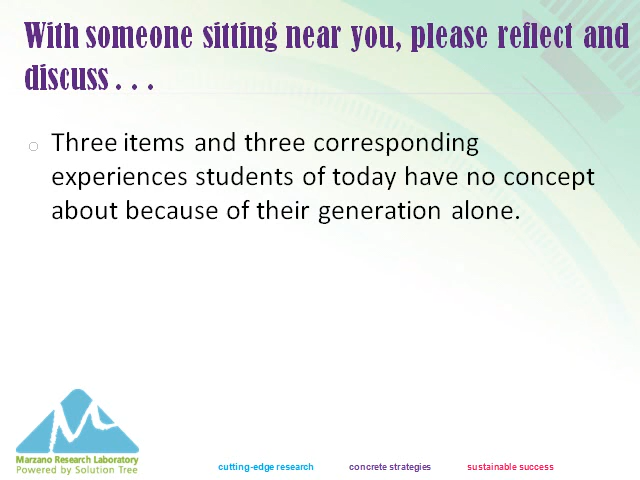 With someone sitting near you, please reflect and
discuss . . .
○ Three items and three corresponding
experiences students of today have no concept
about because of their generation alone.
Marzano Research Laboratory
Powered by Solution Tree
cutting-edge research concrete strategies sustainable success